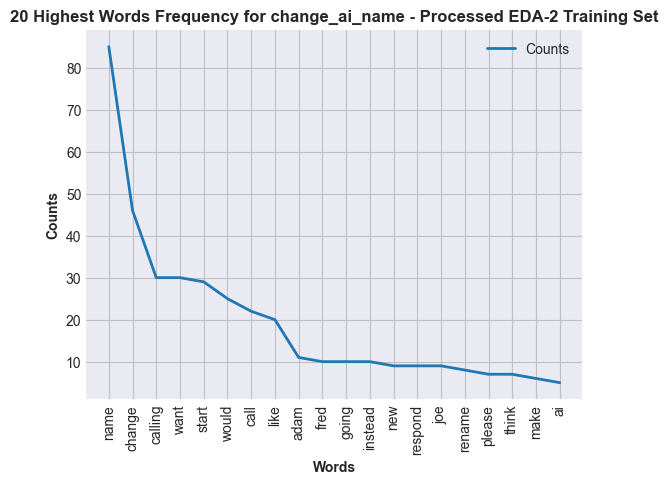 20 Highest Words Frequency for change_ai_name - Processed EDA-2 Training Set
Counts
Counts
80
70
60
50
40
30
20
10
name
change
calling
want
start
would
call
like
adam
fred
going
instead
new
respond
joe
rename
please
think
make
ai
Words